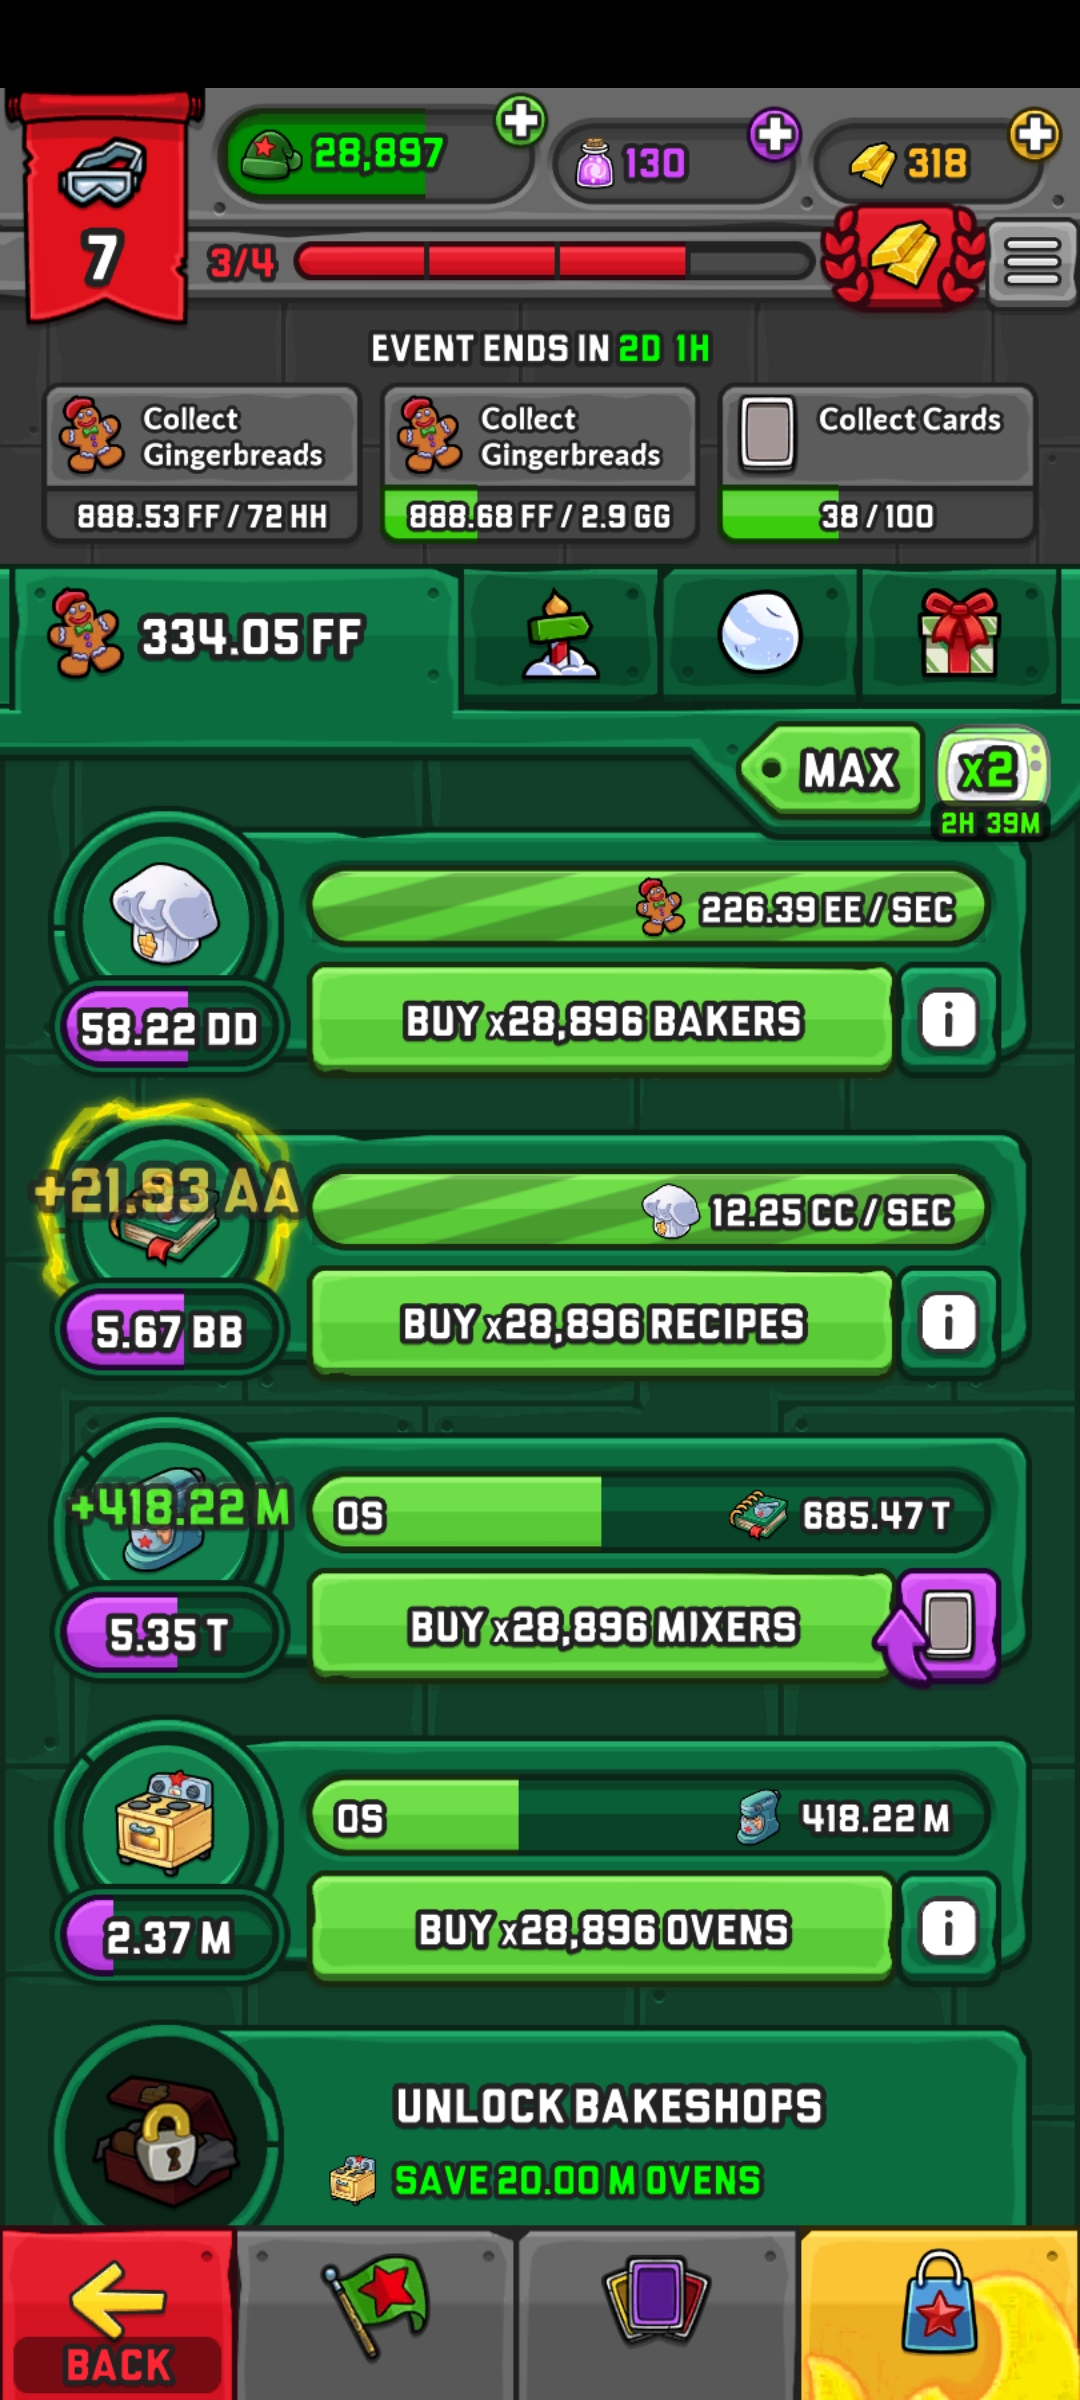 28,897
130
318
7
3/4
EVENT ENDS IN 2D 1H
Collect
Gingerbreads
888.53 FF / 72 HH
Collect
Gingerbreads
888.68 FF / 2.9 GG
Collect Cards
38 / 100
334.05 FF
MAX
x2
2H 39M
226.39 EE / SEC
58.22 DD
BUY x28,896 BAKERS
i
+21.93 AA
12.25 CC / SEC
5.67 BB
BUY x28,896 RECIPES
i
+418.22 M
0S
685.47 T
5.35 T
BUY x28,896 MIXERS
0S
418.22 M
2.37 M
BUY x28,896 OVENS
i
UNLOCK BAKESHOPS
SAVE 20.00 M OVENS
BACK